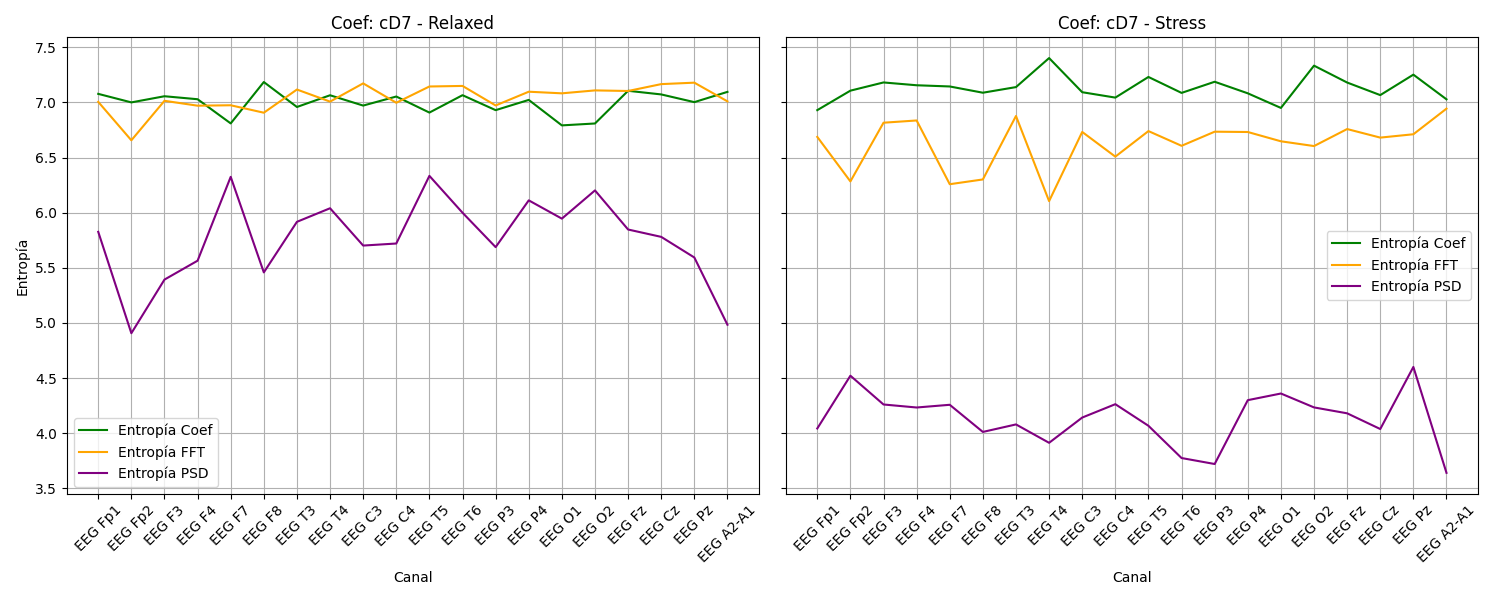 Coef: cD7 - Relaxed
Entropía
7.5
7.0
6.5
6.0
5.5
5.0
4.5
4.0
3.5
Entropía Coef
Entropía FFT
Entropía PSD
EEG Fp1
EEG Fp2
EEG F3
EEG F4
EEG F7
EEG F8
EEG T3
EEG T4
EEG C3
EEG C4
EEG T5
EEG T6
EEG P3
EEG P4
EEG O1
EEG O2
EEG Fz
EEG Cz
EEG Pz
EEG A2-A1
Canal
Coef: cD7 - Stress
Entropía Coef
Entropía FFT
Entropía PSD
EEG Fp1
EEG Fp2
EEG F3
EEG F4
EEG F7
EEG F8
EEG T3
EEG T4
EEG C3
EEG C4
EEG T5
EEG T6
EEG P3
EEG P4
EEG O1
EEG O2
EEG Fz
EEG Cz
EEG Pz
EEG A2-A1
Canal